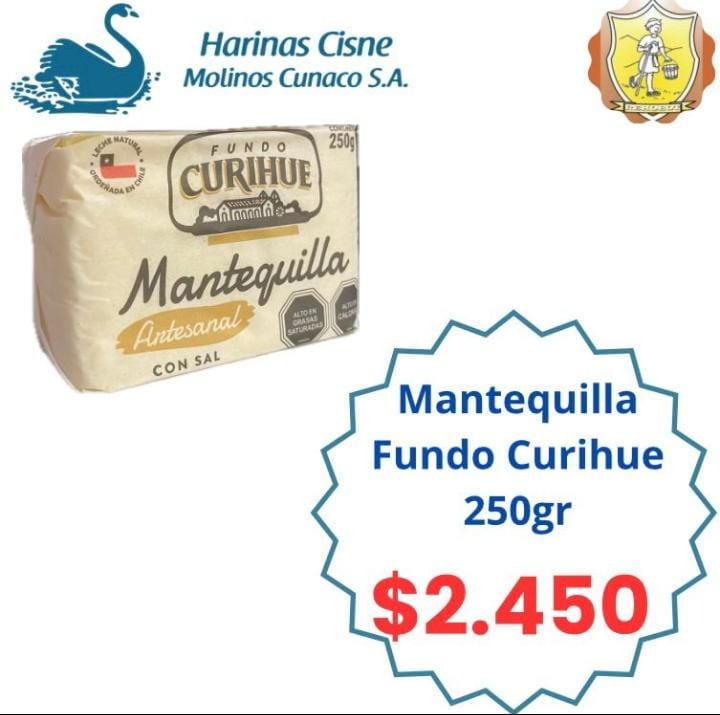 Harinas Cisne
Molinos Cunaco S.A.
LECHE NATURAL
ORDEÑADA EN CHILE
CONTENIDO
250g
FUNDO
CURIHUE
Mantequilla
Artesanal
CON SAL
ALTO EN
GRASAS
SATURADAS
ALTO EN
Mantequilla
Fundo Curihue
250gr
$2.450